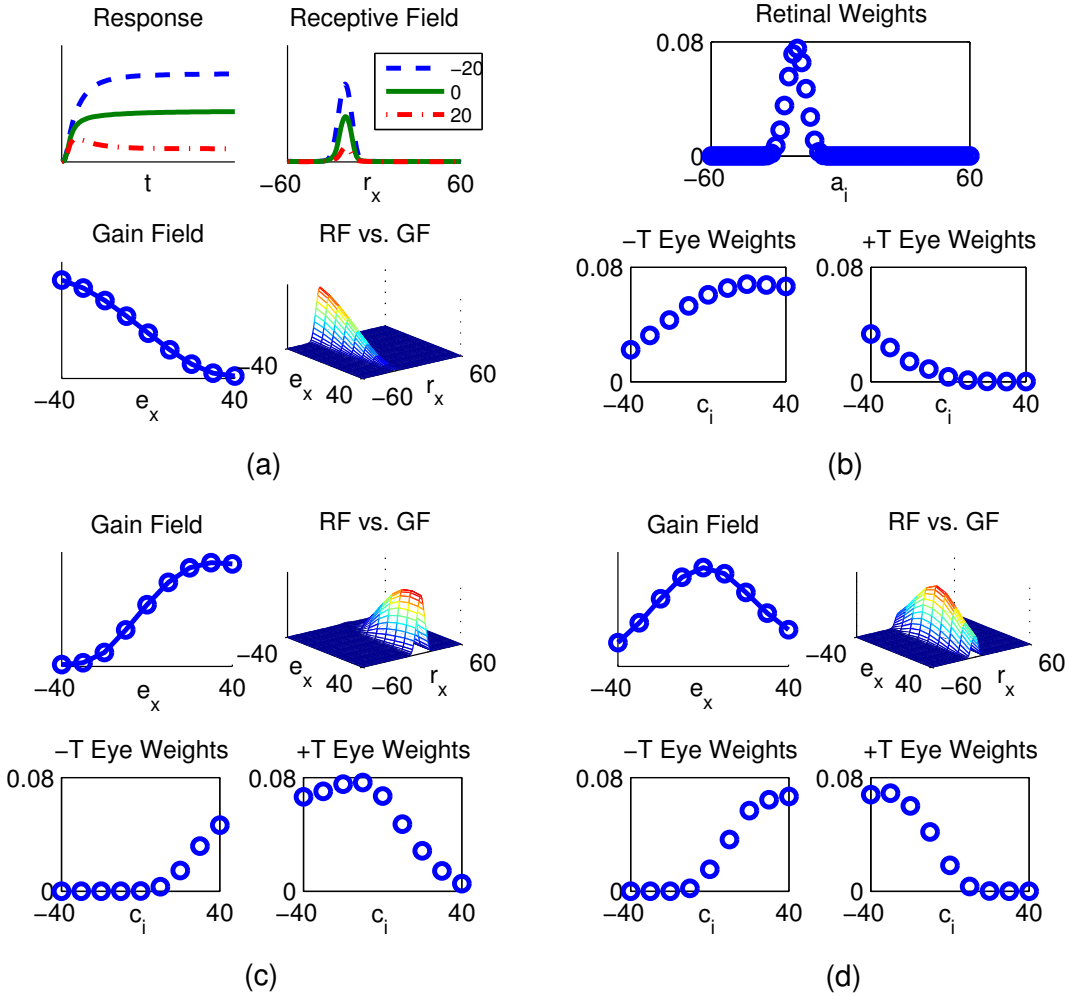 Response
Receptive Field
−20
0
20
t
−60
r_x
60
Retinal Weights
0.08
0
−60
a_i
60
Gain Field
−40
e_x
40
RF vs. GF
−40
e_x
40
−60
r_x
60
−T Eye Weights
0.08
0
−40
c_i
40
+T Eye Weights
0.08
0
−40
c_i
40
(a)
(b)
Gain Field
−40
e_x
40
RF vs. GF
−40
e_x
40
−60
r_x
60
Gain Field
−40
e_x
40
RF vs. GF
−40
e_x
40
−60
r_x
60
−T Eye Weights
0.08
0
−40
c_i
40
+T Eye Weights
0.08
0
−40
c_i
40
−T Eye Weights
0.08
0
−40
c_i
40
+T Eye Weights
0.08
0
−40
c_i
40
(c)
(d)